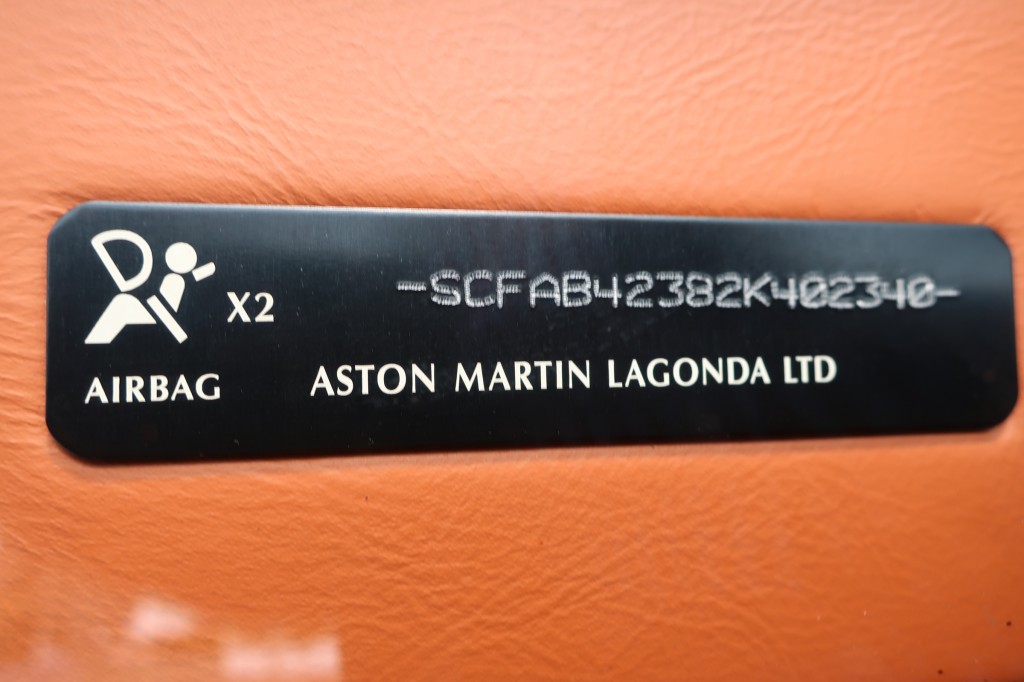 X2
-SCFAB42382K402340-
AIRBAG
ASTON MARTIN LAGONDA LTD